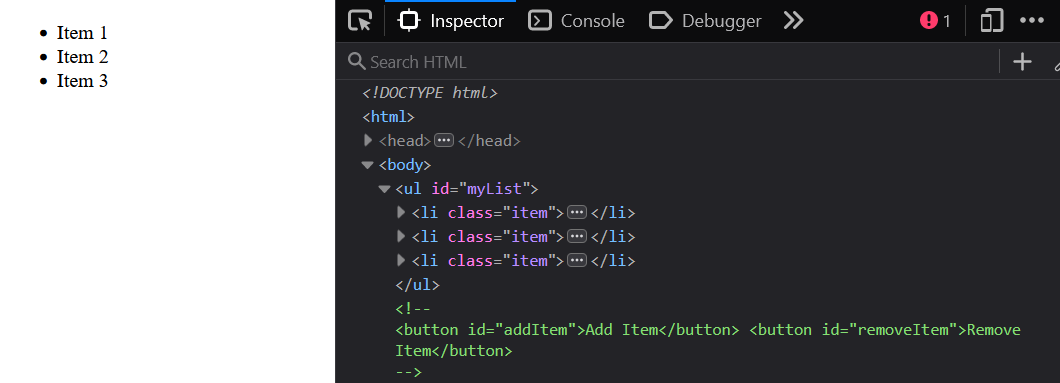 Item 1
Item 2
Item 3
Inspector Console Debugger 1
Search HTML
<!DOCTYPE html>
<html>
<head>…</head>
<body>
<ul id="myList">
<li class="item">…</li>
<li class="item">…</li>
<li class="item">…</li>
</ul>
<!--
<button id="addItem">Add Item</button> <button id="removeItem">Remove
Item</button>
-->